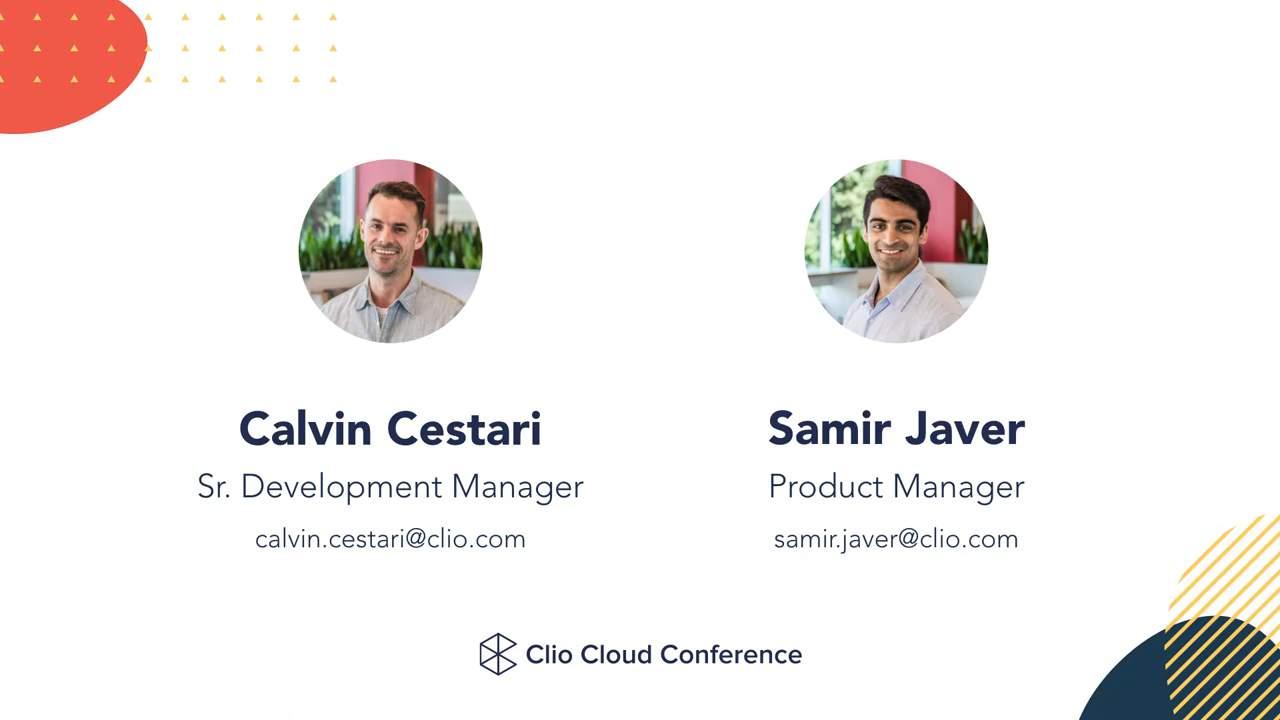 Calvin Cestari
Sr. Development Manager
calvin.cestari@clio.com
Samir Javer
Product Manager
samir.javer@clio.com
Clio Cloud Conference